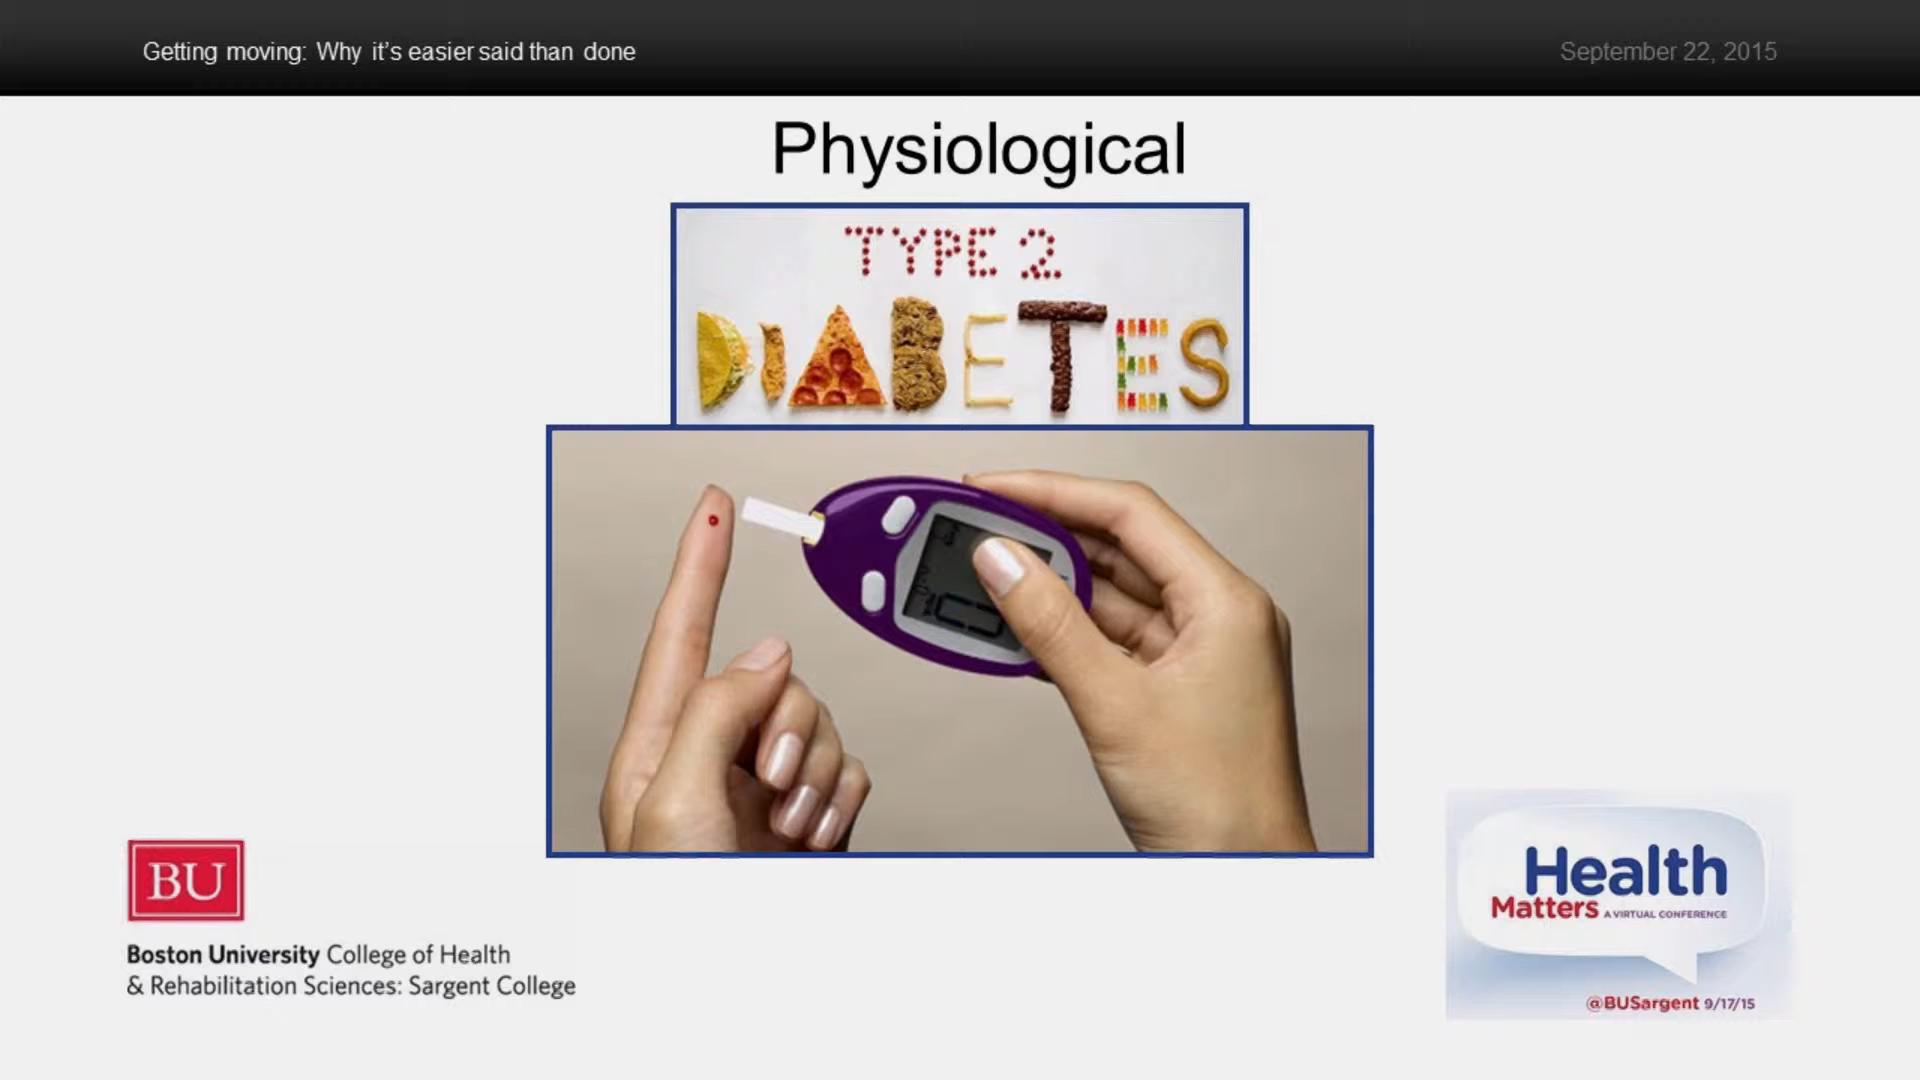 Getting moving: Why it's easier said than done
September 22, 2015
Physiological
TYPE 2
DIABETES
BU
Boston University College of Health
& Rehabilitation Sciences: Sargent College
Health
Matters A VIRTUAL CONFERENCE
@BUSargent 9/17/15